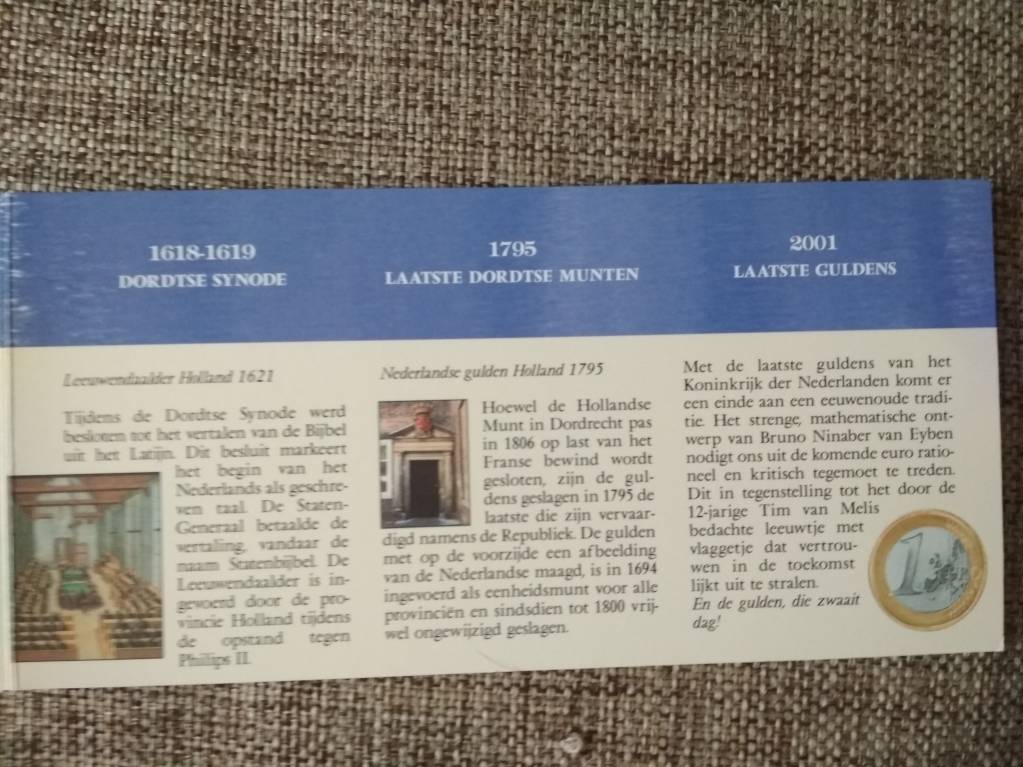 1618-1619
DORDTSE SYNODE
Leeuwendaalder Holland 1621
Tijdens de Dordtse Synode werd
besloten tot het vertalen van de Bijbel
uit het Latijn. Dit besluit markeert
het begin van het
Nederlands als geschre-
ven taal. De Staten-
Generaal betaalde de
vertaling, vandaar de
naam Statenbijbel. De
Leeuwendaalder is in-
gevoerd door de pro-
vincie Holland tijdens
de opstand tegen
Phillips II.
1795
LAATSTE DORDTSE MUNTEN
Nederlandse gulden Holland 1795
Hoewel de Hollandse
Munt in Dordrecht pas
in 1806 op last van het
Franse bewind wordt
gesloten, zijn de gul-
dens geslagen in 1795 de
laatste die zijn vervaar-
digd namens de Republiek. De gulden
met op de voorzijde een afbeelding
van de Nederlandse maagd, is in 1694
ingevoerd als eenheidsmunt voor alle
provinciën en sindsdien tot 1800 vrij-
wel ongewijzigd geslagen.
2001
LAATSTE GULDENS
Met de laatste guldens van het
Koninkrijk der Nederlanden komt er
een einde aan een eeuwenoude tradi-
tie. Het strenge, mathematische ont-
werp van Bruno Ninaber van Eyben
nodigt ons uit de komende euro ratio-
neel en kritisch tegemoet te treden.
Dit in tegenstelling tot het door de
12-jarige Tim van Melis
bedachte leeuwtje met
vlaggetje dat vertrou-
wen in de toekomst
lijkt uit te stralen.
En de gulden, die zwaait
dag!
1